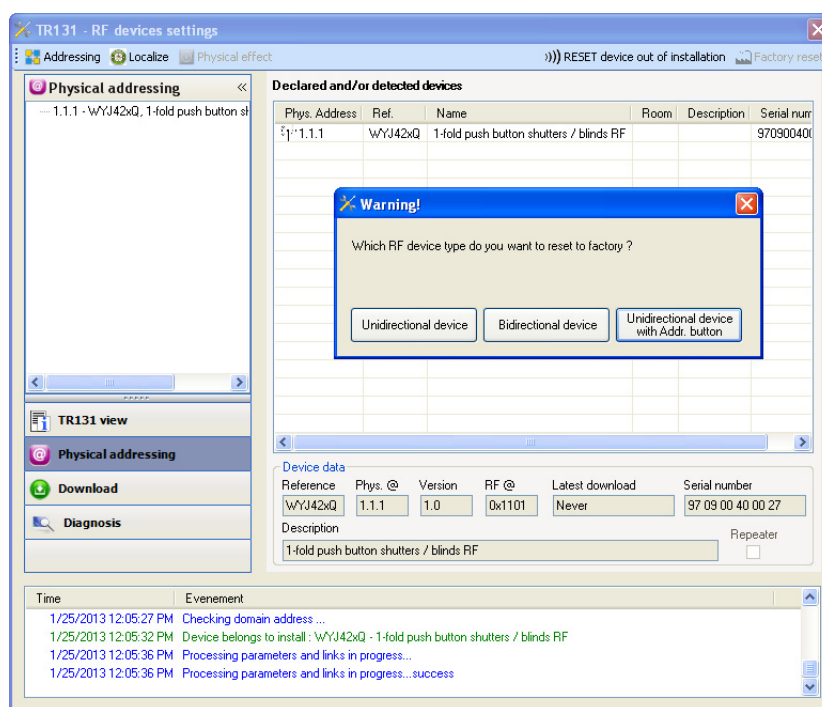 TR131 - RF devices settings
Addressing Localize Physical effect ))) RESET device out of installation Factory reset
Physical addressing «
1.1.1 - WYJ42xQ, 1-fold push button sh
Declared and/or detected devices
Phys. Address Ref. Name Room Description Serial num
1.1.1 WYJ42xQ 1-fold push button shutters / blinds RF 970900400
Warning!
Which RF device type do you want to reset to factory ?
Unidirectional device Bidirectional device Unidirectional device
with Addr. button
TR131 view
Physical addressing
Download
Diagnosis
Device data
Reference Phys. @ Version RF @ Latest download Serial number
WYJ42xQ 1.1.1 1.0 0x1101 Never 97 09 00 40 00 27
Description Repeater
1-fold push button shutters / blinds RF
Time Evenement
1/25/2013 12:05:27 PM Checking domain address ...
1/25/2013 12:05:32 PM Device belongs to install : WYJ42xQ - 1-fold push button shutters / blinds RF
1/25/2013 12:05:36 PM Processing parameters and links in progress...
1/25/2013 12:05:36 PM Processing parameters and links in progress...success